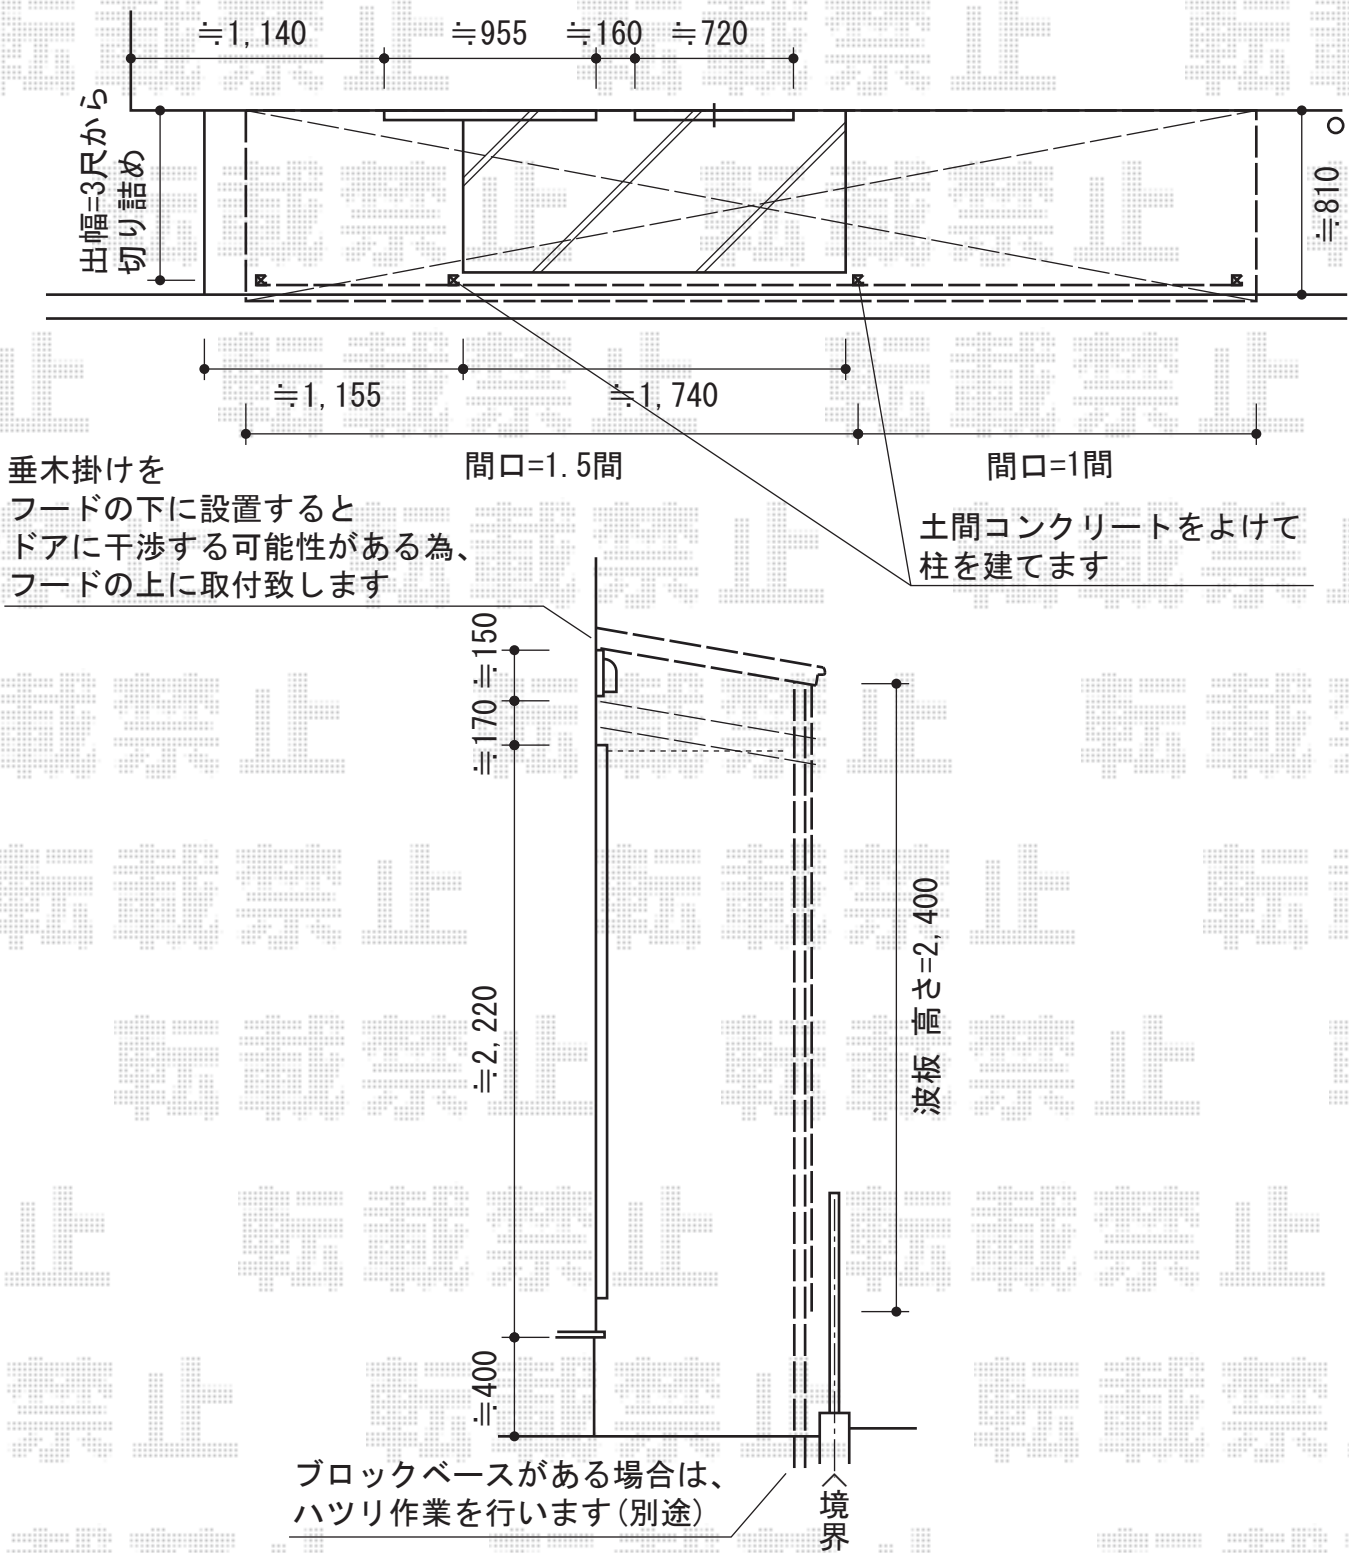 ≒1,140
≒955
≒160
≒720
出幅=3尺から
切り詰め
≒810
≒1,155
≒1,740
間口=1.5間
間口=1間
垂木掛けを
フードの下に設置すると
ドアに干渉する可能性がある為、
フードの上に取付致します
土間コンクリートをよけて
柱を建てます
≒150
≒170
≒2,220
≒400
波板 高さ=2,400
ブロックベースがある場合は、
ハツリ作業を行います(別途)
境界
転載禁止